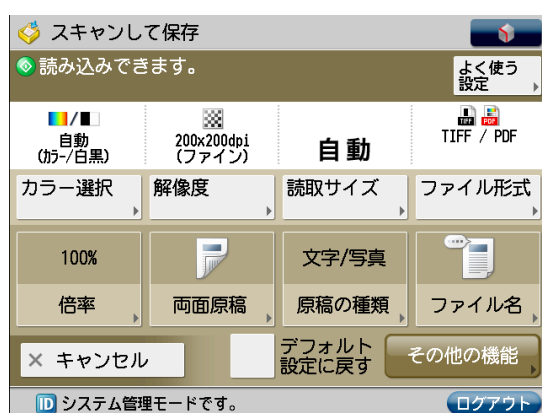 スキャンして保存
読み込みできます。
よく使う
設定
自動
(ｶﾗｰ/白黒)
200x200dpi
(ファイン)
自動
TIFF PDF
TIFF / PDF
カラー選択
解像度
読取サイズ
ファイル形式
100%
文字/写真
倍率
両面原稿
原稿の種類
ファイル名
× キャンセル
デフォルト
設定に戻す
その他の機能
ID システム管理モードです。
ログアウト